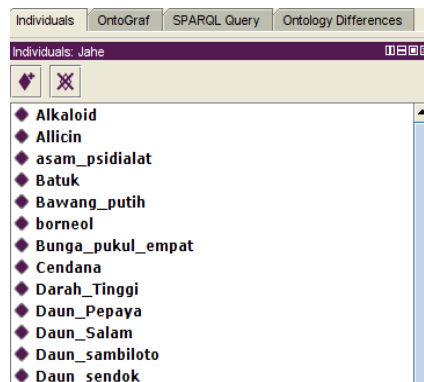 Individuals OntoGraf SPARQL Query Ontology Differences
Individuals: Jahe
Alkaloid
Allicin
asam_psidialat
Batuk
Bawang_putih
borneol
Bunga_pukul_empat
Cendana
Darah_Tinggi
Daun_Pepaya
Daun_Salam
Daun_sambiloto
Daun_sendok